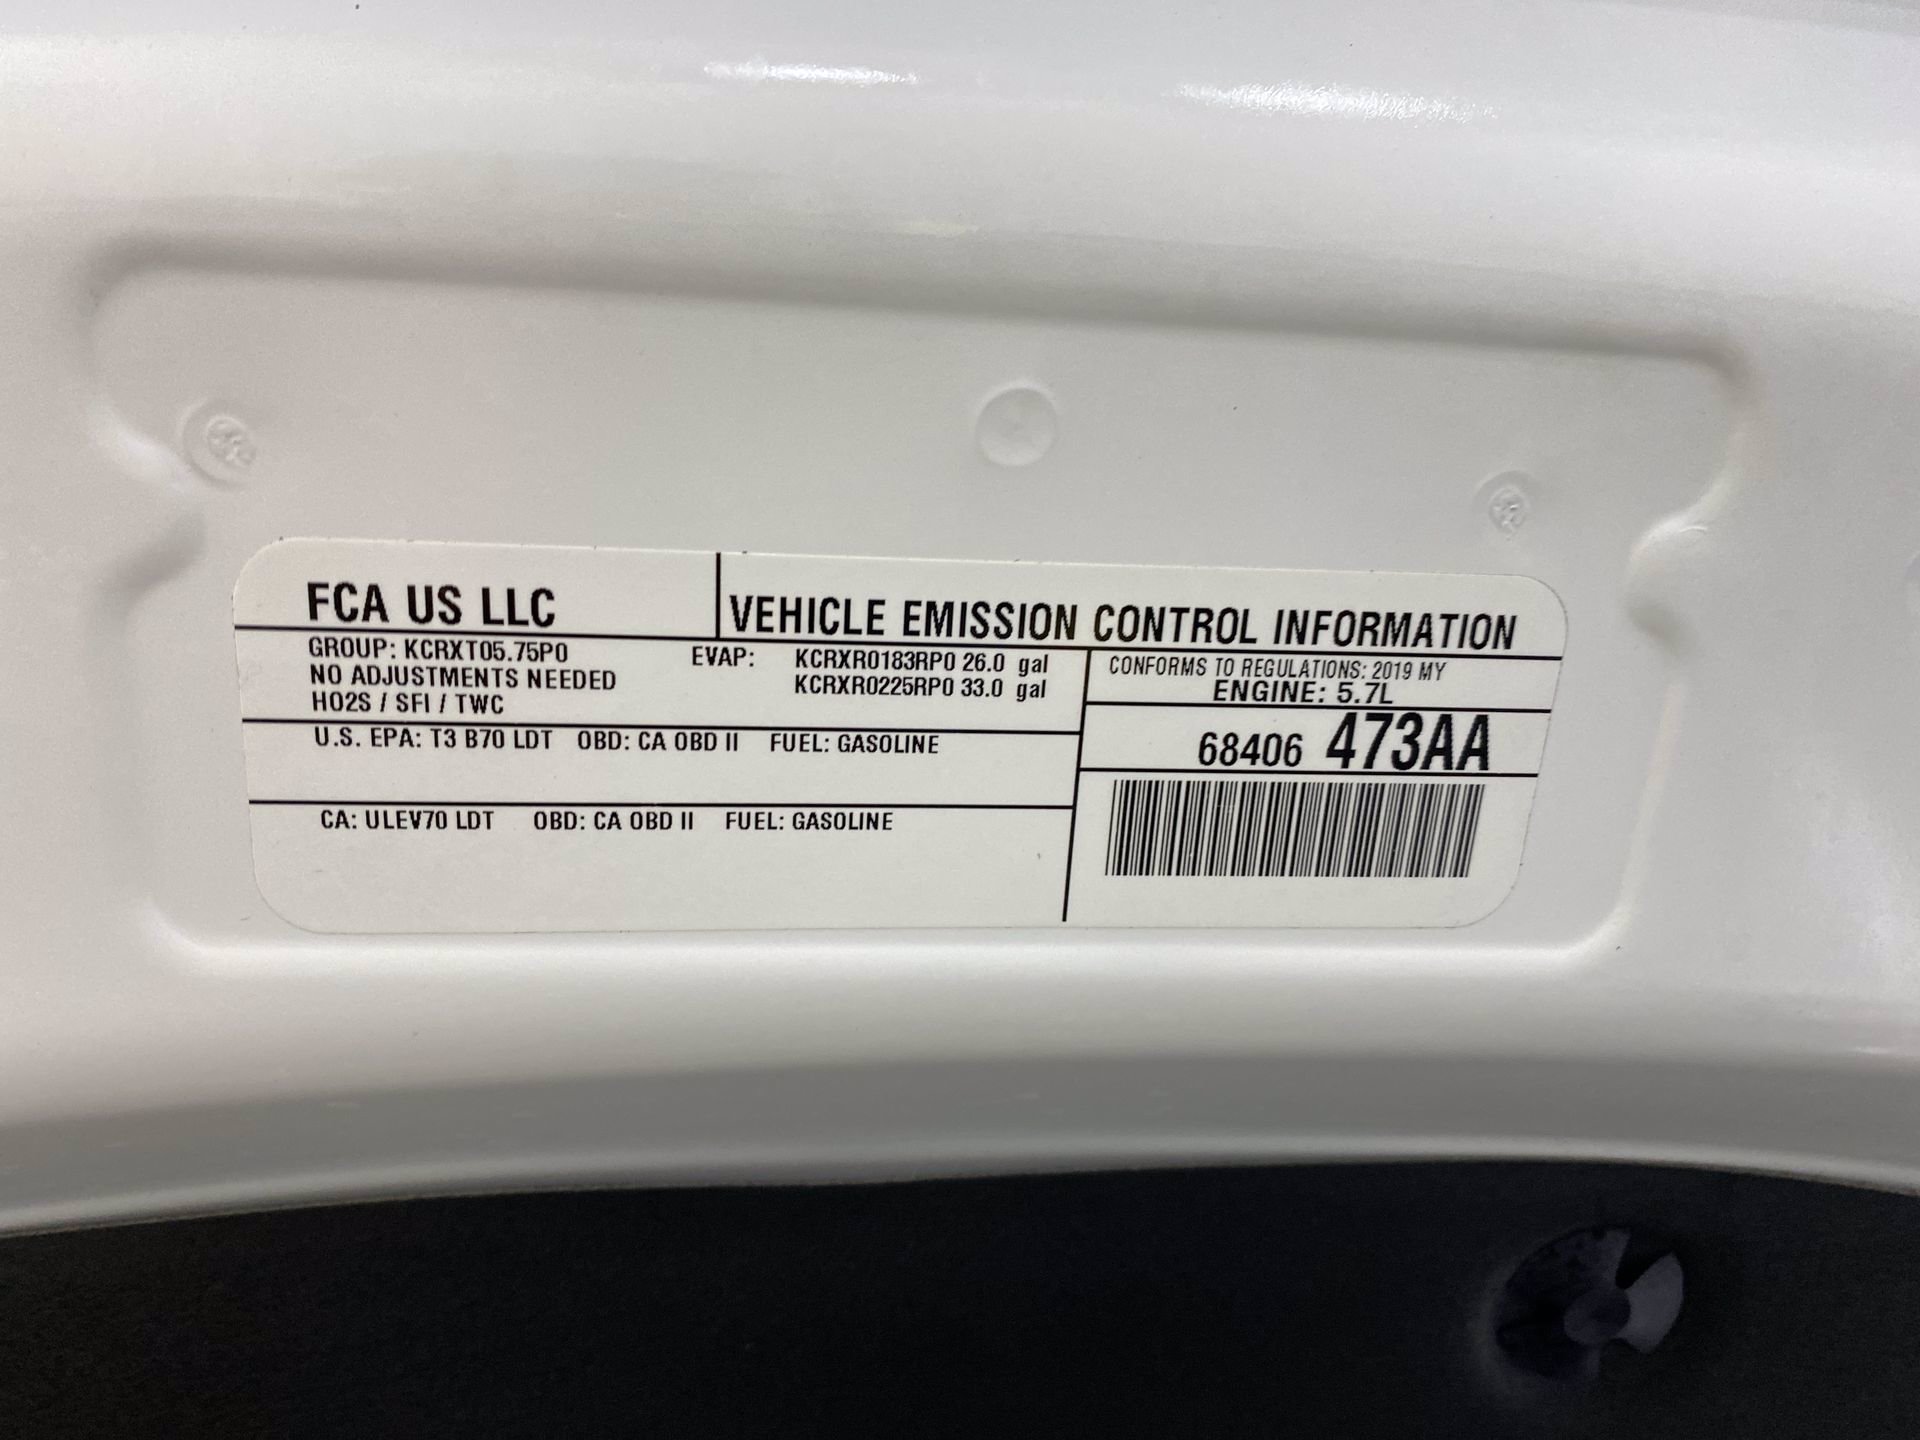 FCA US LLC
VEHICLE EMISSION CONTROL INFORMATION
GROUP: KCRXT05.75P0
NO ADJUSTMENTS NEEDED
HO2S / SFI / TWC
EVAP: KCRXR0183RP0 26.0 gal
KCRXR0225RP0 33.0 gal
CONFORMS TO REGULATIONS: 2019 MY
ENGINE: 5.7L
U.S. EPA: T3 B70 LDT OBD: CA OBD II FUEL: GASOLINE
68406 473AA
CA: ULEV70 LDT OBD: CA OBD II FUEL: GASOLINE